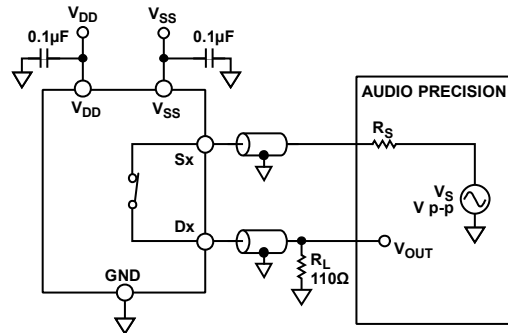 VDD
VSS
0.1µF
0.1µF
VDD
VSS
AUDIO PRECISION
RS
Sx
VS
V p-p
Dx
VOUT
RL
110Ω
GND